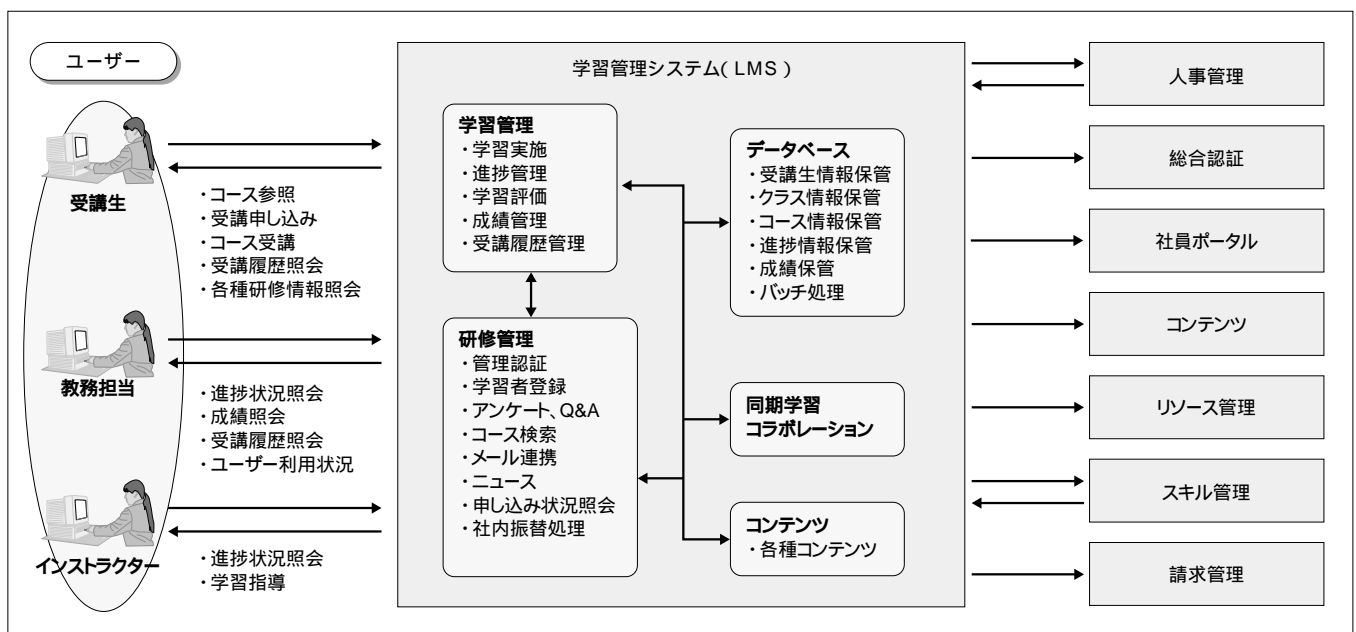 ユーザー
受講生
・コース参照
・受講申し込み
・コース受講
・受講履歴照会
・各種研修情報照会
教務担当
・進捗状況照会
・成績照会
・受講履歴照会
・ユーザー利用状況
インストラクター
・進捗状況照会
・学習指導
学習管理システム(LMS)
学習管理
・学習実施
・進捗管理
・学習評価
・成績管理
・受講履歴管理
研修管理
・管理認証
・学習者登録
・アンケート、Q&A
・コース検索
・メール連携
・ニュース
・申し込み状況照会
・社内振替処理
データベース
・受講生情報保管
・クラス情報保管
・コース情報保管
・進捗情報保管
・成績保管
・バッチ処理
同期学習
コラボレーション
コンテンツ
・各種コンテンツ
人事管理
総合認証
社員ポータル
コンテンツ
リソース管理
スキル管理
請求管理